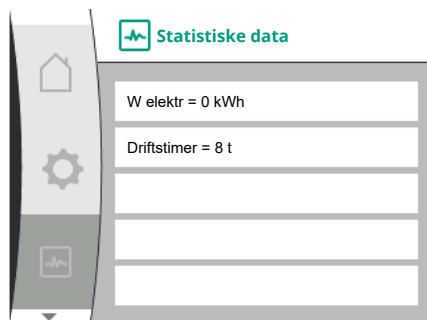 Statistiske data
W elektr = 0 kWh
Driftstimer = 8 t